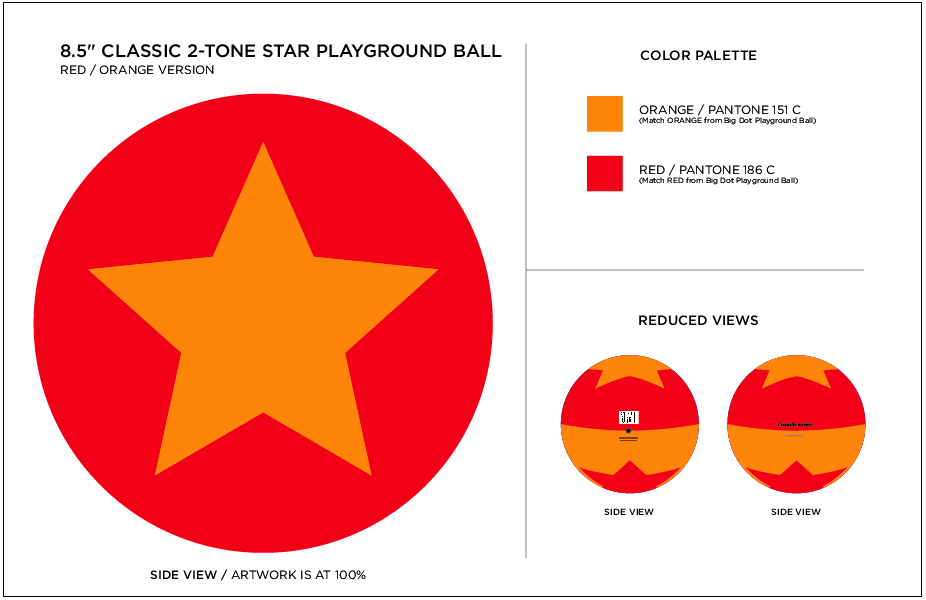 8.5" CLASSIC 2-TONE STAR PLAYGROUND BALL
RED / ORANGE VERSION
SIDE VIEW / ARTWORK IS AT 100%
COLOR PALETTE
ORANGE / PANTONE 151 C
(Match ORANGE from Big Dot Playground Ball)
RED / PANTONE 186 C
(Match RED from Big Dot Playground Ball)
REDUCED VIEWS
SIDE VIEW
SIDE VIEW